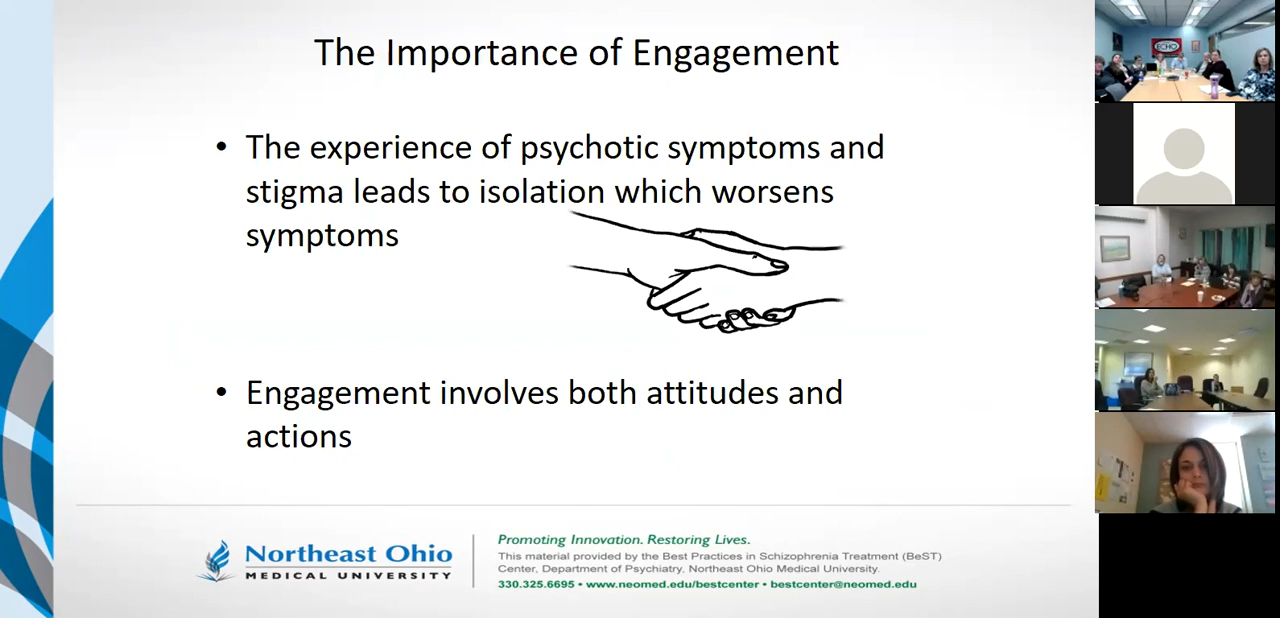 The Importance of Engagement
• The experience of psychotic symptoms and
stigma leads to isolation which worsens
symptoms
• Engagement involves both attitudes and
actions
Northeast Ohio
MEDICAL UNIVERSITY
Promoting Innovation. Restoring Lives.
This material provided by the Best Practices in Schizophrenia Treatment (BeST)
Center, Department of Psychiatry, Northeast Ohio Medical University.
330.325.6695 • www.neomed.edu/bestcenter • bestcenter@neomed.edu
ECHO